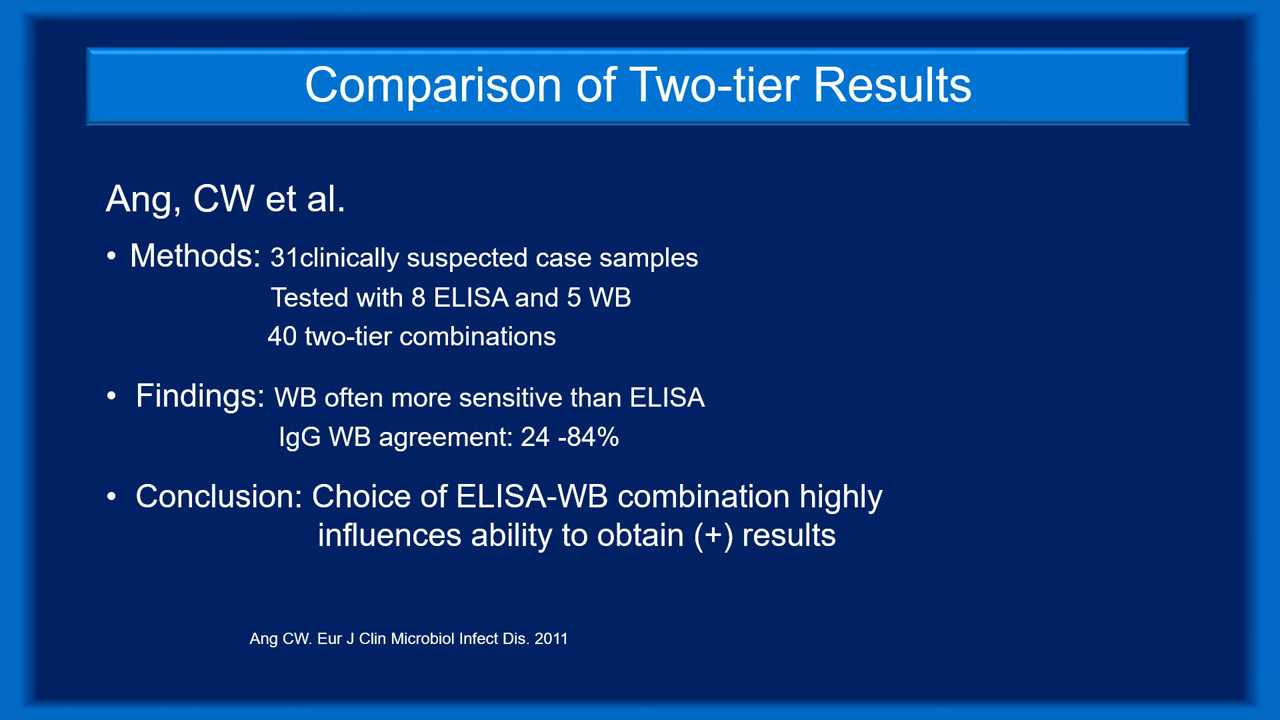 Comparison of Two-tier Results
Ang, CW et al.
• Methods: 31clinically suspected case samples
Tested with 8 ELISA and 5 WB
40 two-tier combinations
• Findings: WB often more sensitive than ELISA
IgG WB agreement: 24 -84%
• Conclusion: Choice of ELISA-WB combination highly
influences ability to obtain (+) results
Ang CW. Eur J Clin Microbiol Infect Dis. 2011